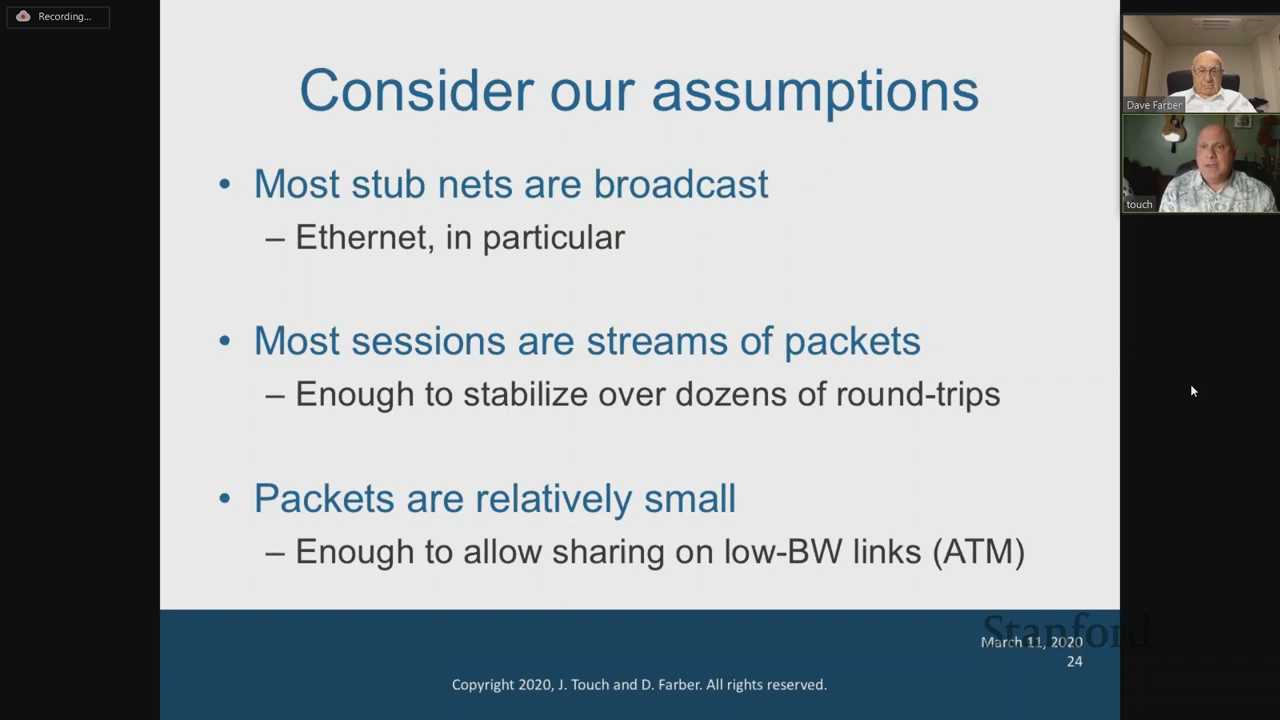 Recording...
Consider our assumptions
• Most stub nets are broadcast
– Ethernet, in particular
• Most sessions are streams of packets
– Enough to stabilize over dozens of round-trips
• Packets are relatively small
– Enough to allow sharing on low-BW links (ATM)
Stanford
March 11, 2020
24
Copyright 2020, J. Touch and D. Farber. All rights reserved.
Dave Farber
touch